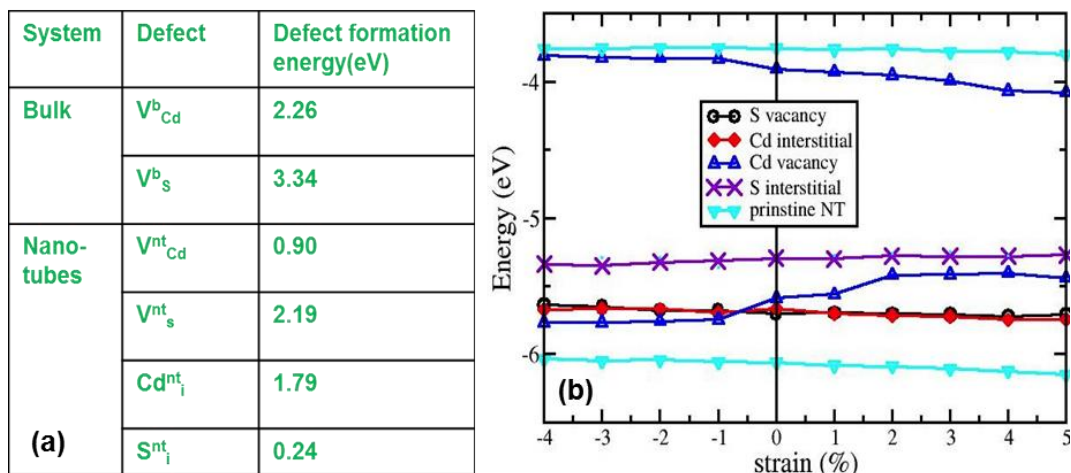 System Defect Defect formation
energy(eV)
Bulk V^b_Cd 2.26
V^b_S 3.34
Nano-
tubes V^nt_Cd 0.90
V^nt_s 2.19
Cd^nt_i 1.79
S^nt_i 0.24
(a)
Energy (eV)
-4
-5
-6
S vacancy
Cd interstitial
Cd vacancy
S interstitial
prinstine NT
(b)
-4 -3 -2 -1 0 1 2 3 4 5
strain (%)